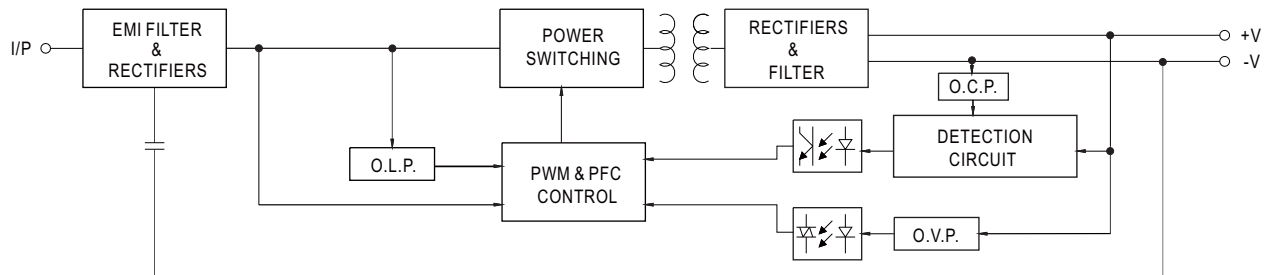 I/P
EMI FILTER
&
RECTIFIERS
POWER
SWITCHING
RECTIFIERS
&
FILTER
+V
-V
O.C.P.
DETECTION
CIRCUIT
O.L.P.
PWM & PFC
CONTROL
O.V.P.